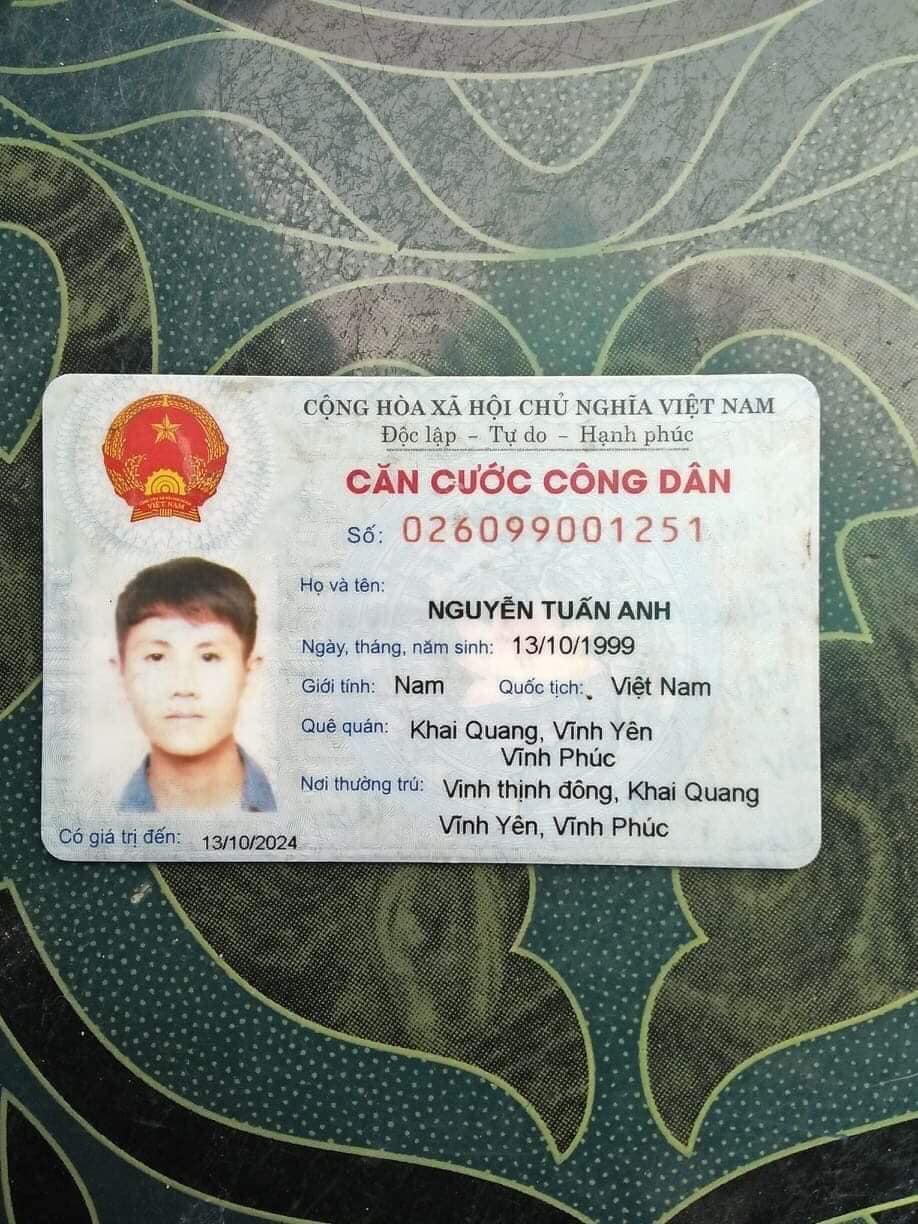 CỘNG HÒA XÃ HỘI CHỦ NGHĨA VIỆT NAM
Độc lập - Tự do - Hạnh phúc
CĂN CƯỚC CÔNG DÂN
Số: 026099001251
Họ và tên:
NGUYỄN TUẤN ANH
Ngày, tháng, năm sinh: 13/10/1999
Giới tính: Nam Quốc tịch: Việt Nam
Quê quán: Khai Quang, Vĩnh Yên
Vĩnh Phúc
Nơi thường trú: Vinh thịnh đông, Khai Quang
Vĩnh Yên, Vĩnh Phúc
Có giá trị đến: 13/10/2024
VIỆT NAM